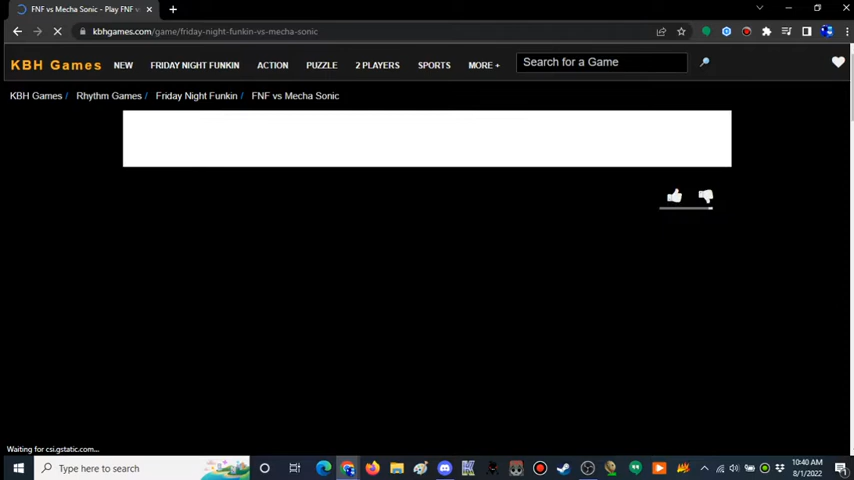 FNF vs Mecha Sonic - Play FNF v
kbhgames.com/game/friday-night-funkin-vs-mecha-sonic
KBH Games NEW FRIDAY NIGHT FUNKIN ACTION PUZZLE 2 PLAYERS SPORTS MORE + Search for a Game
KBH Games / Rhythm Games / Friday Night Funkin / FNF vs Mecha Sonic
Waiting for csi.gstatic.com...
Type here to search
10:40 AM
8/1/2022